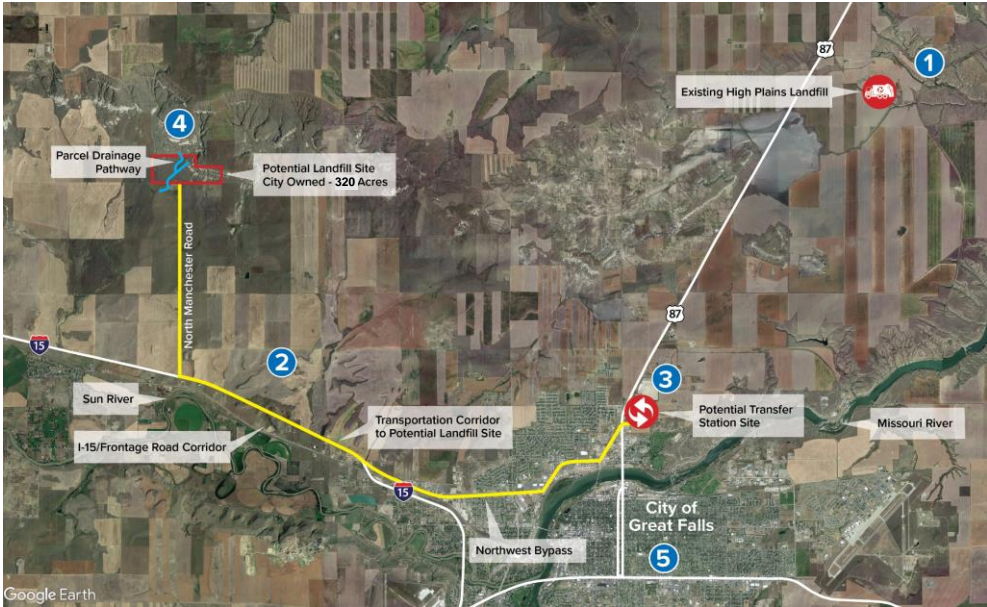 87
1
Existing High Plains Landfill
4
Parcel Drainage
Pathway
Potential Landfill Site
City Owned - 320 Acres
North Manchester Road
87
15
2
3
Sun River
Transportation Corridor
to Potential Landfill Site
Potential Transfer
Station Site
Missouri River
I-15/Frontage Road Corridor
15
City of
Great Falls
Northwest Bypass
5
Google Earth